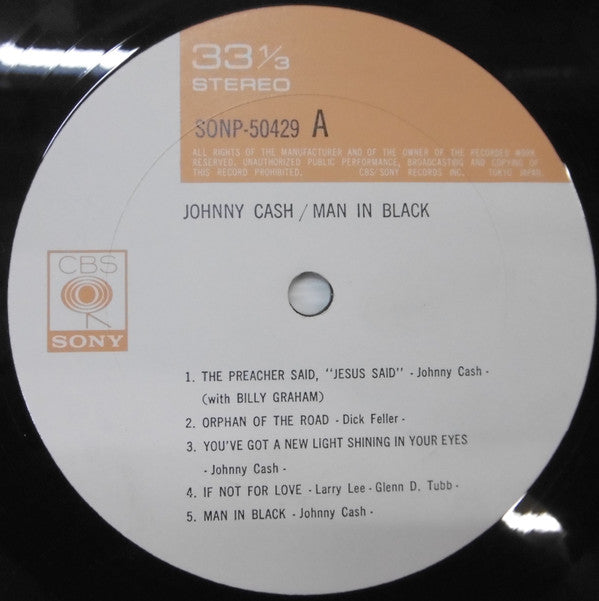 33 1/3
STEREO
SONP-50429 A
ALL RIGHTS OF THE MANUFACTURER AND OF THE OWNER OF THE RECORDED WORK
RESERVED. UNAUTHORIZED PUBLIC PERFORMANCE, BROADCASTING AND COPYING OF
THIS RECORD PROHIBITED. CBS/SONY RECORDS INC. TOKYO JAPAN.
JOHNNY CASH / MAN IN BLACK
CBS
SONY
1. THE PREACHER SAID, "JESUS SAID" - Johnny Cash -
(with BILLY GRAHAM)
2. ORPHAN OF THE ROAD - Dick Feller -
3. YOU'VE GOT A NEW LIGHT SHINING IN YOUR EYES
- Johnny Cash -
4. IF NOT FOR LOVE - Larry Lee - Glenn D. Tubb -
5. MAN IN BLACK - Johnny Cash -